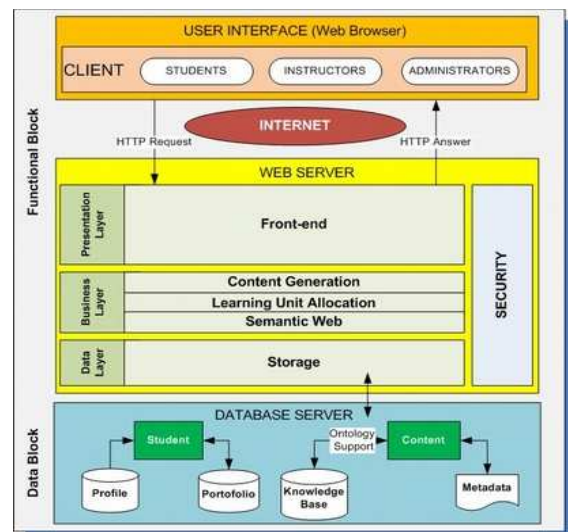 USER INTERFACE (Web Browser)
CLIENT
STUDENTS
INSTRUCTORS
ADMINISTRATORS
INTERNET
HTTP Request
HTTP Answer
Functional Block
WEB SERVER
Presentation
Layer
Front-end
Business
Layer
Content Generation
Learning Unit Allocation
Semantic Web
Data
Layer
Storage
SECURITY
Data Block
DATABASE SERVER
Student
Ontology
Support
Content
Profile
Portofolio
Knowledge
Base
Metadata